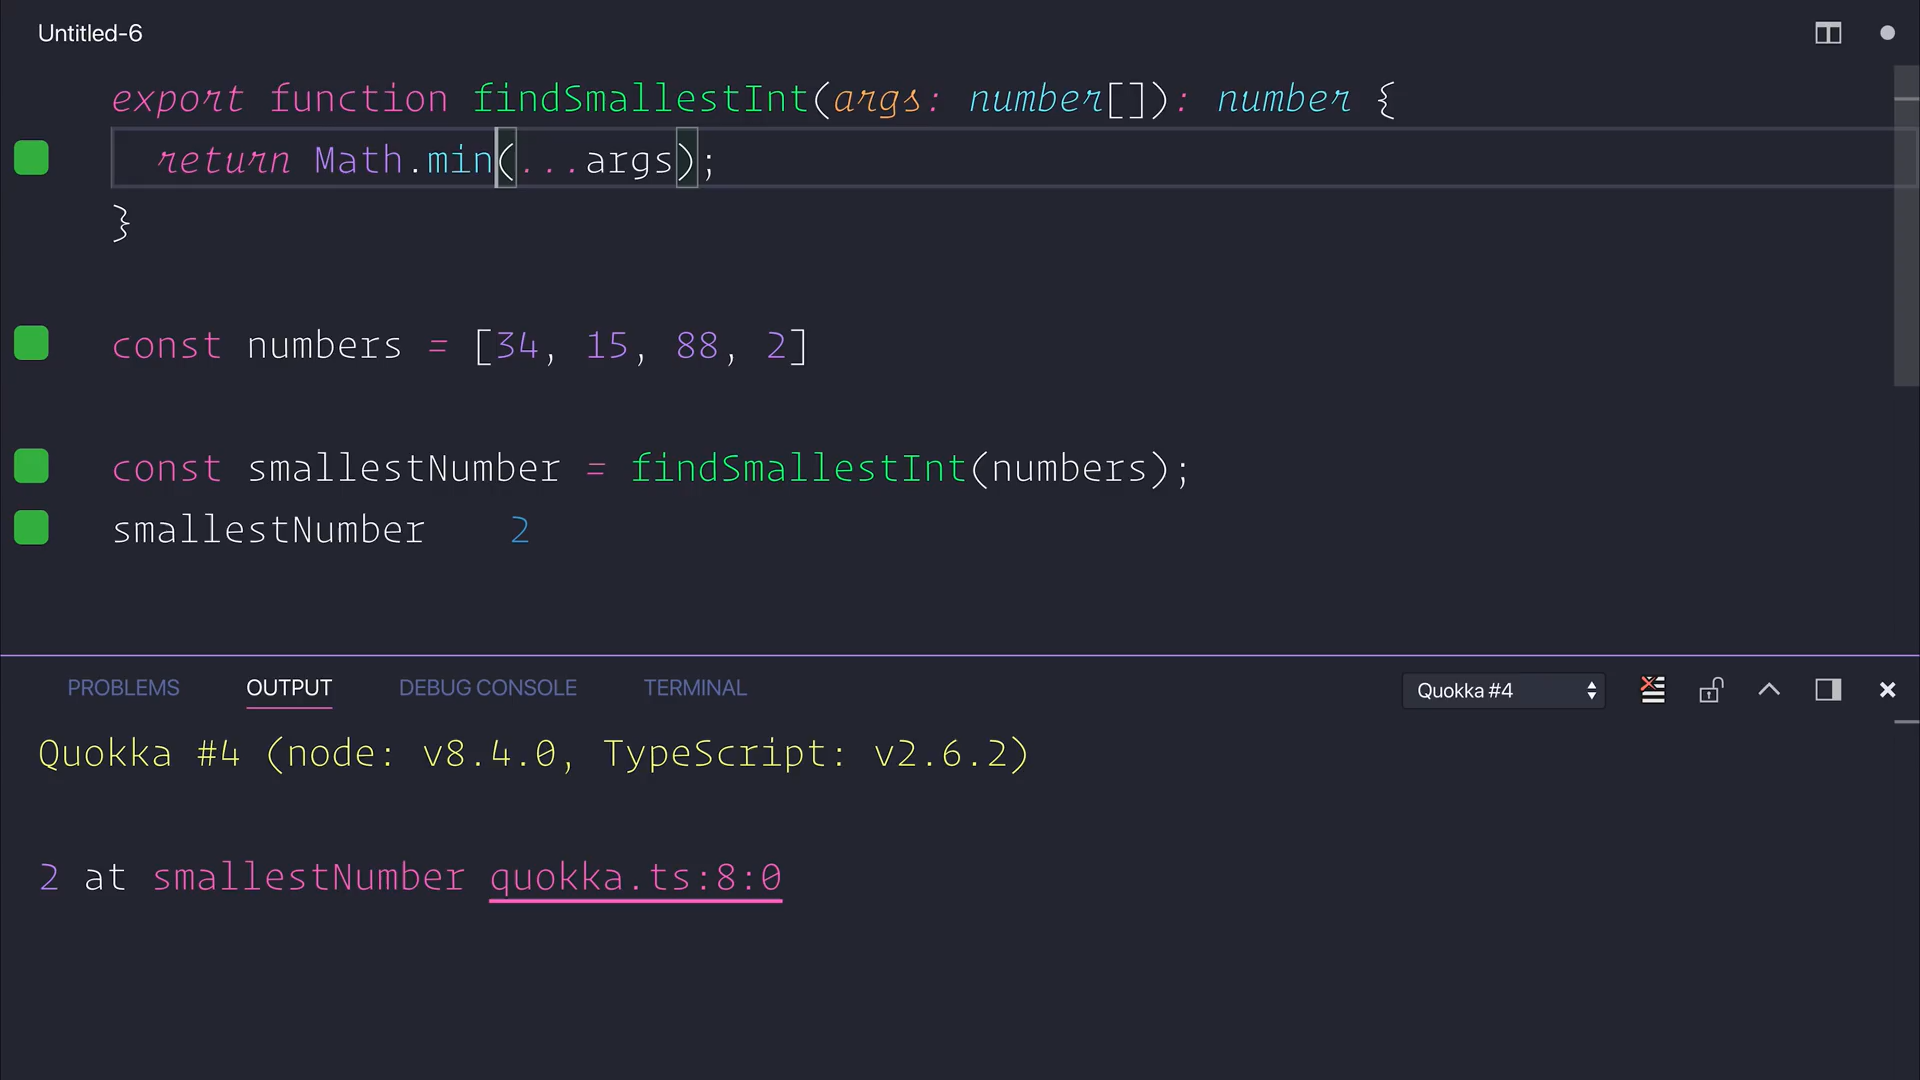 Untitled-6
export function findSmallestInt(args: number[]): number {
return Math.min(...args);
}
const numbers = [34, 15, 88, 2]
const smallestNumber = findSmallestInt(numbers);
smallestNumber 2
PROBLEMS OUTPUT DEBUG CONSOLE TERMINAL Quokka #4
Quokka #4 (node: v8.4.0, TypeScript: v2.6.2)
2 at smallestNumber quokka.ts:8:0